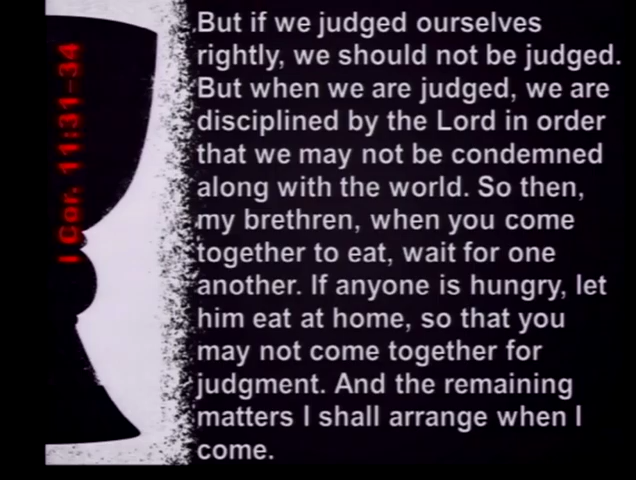 I Cor. 11:31-34
But if we judged ourselves
rightly, we should not be judged.
But when we are judged, we are
disciplined by the Lord in order
that we may not be condemned
along with the world. So then,
my brethren, when you come
together to eat, wait for one
another. If anyone is hungry, let
him eat at home, so that you
may not come together for
judgment. And the remaining
matters I shall arrange when I
come.